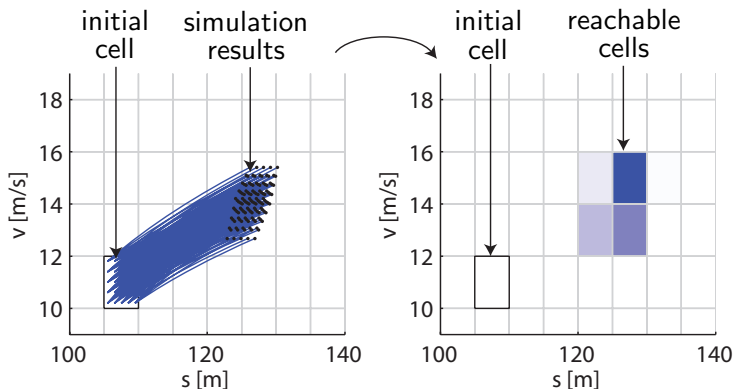 initial
cell
simulation
results
initial
cell
reachable
cells
18
16
14
12
10
v [m/s]
100
120
140
s [m]
18
16
14
12
10
v [m/s]
100
120
140
s [m]